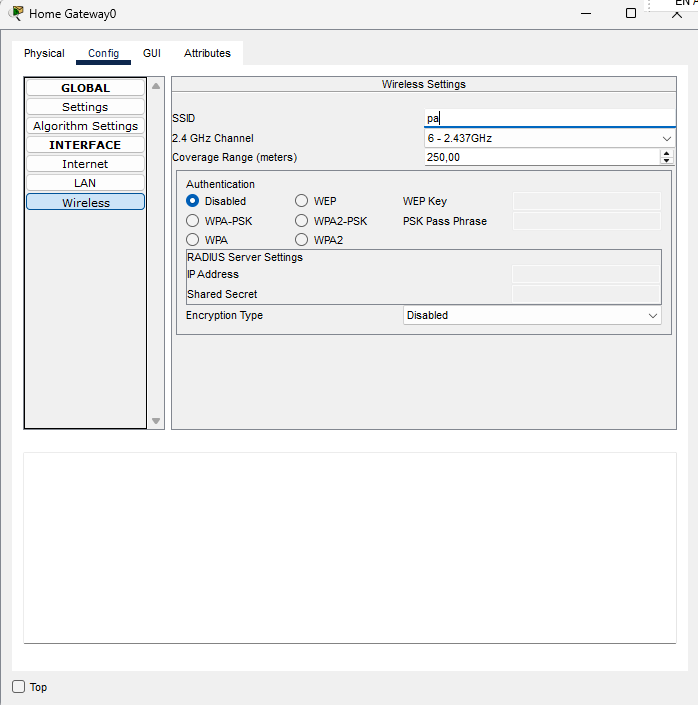 Home Gateway0
EN A
Physical Config GUI Attributes
GLOBAL
Settings
Algorithm Settings
INTERFACE
Internet
LAN
Wireless
Wireless Settings
SSID pa
2.4 GHz Channel 6 - 2.437GHz
Coverage Range (meters) 250,00
Authentication
Disabled WEP WEP Key
WPA-PSK WPA2-PSK PSK Pass Phrase
WPA WPA2
RADIUS Server Settings
IP Address
Shared Secret
Encryption Type Disabled
Top